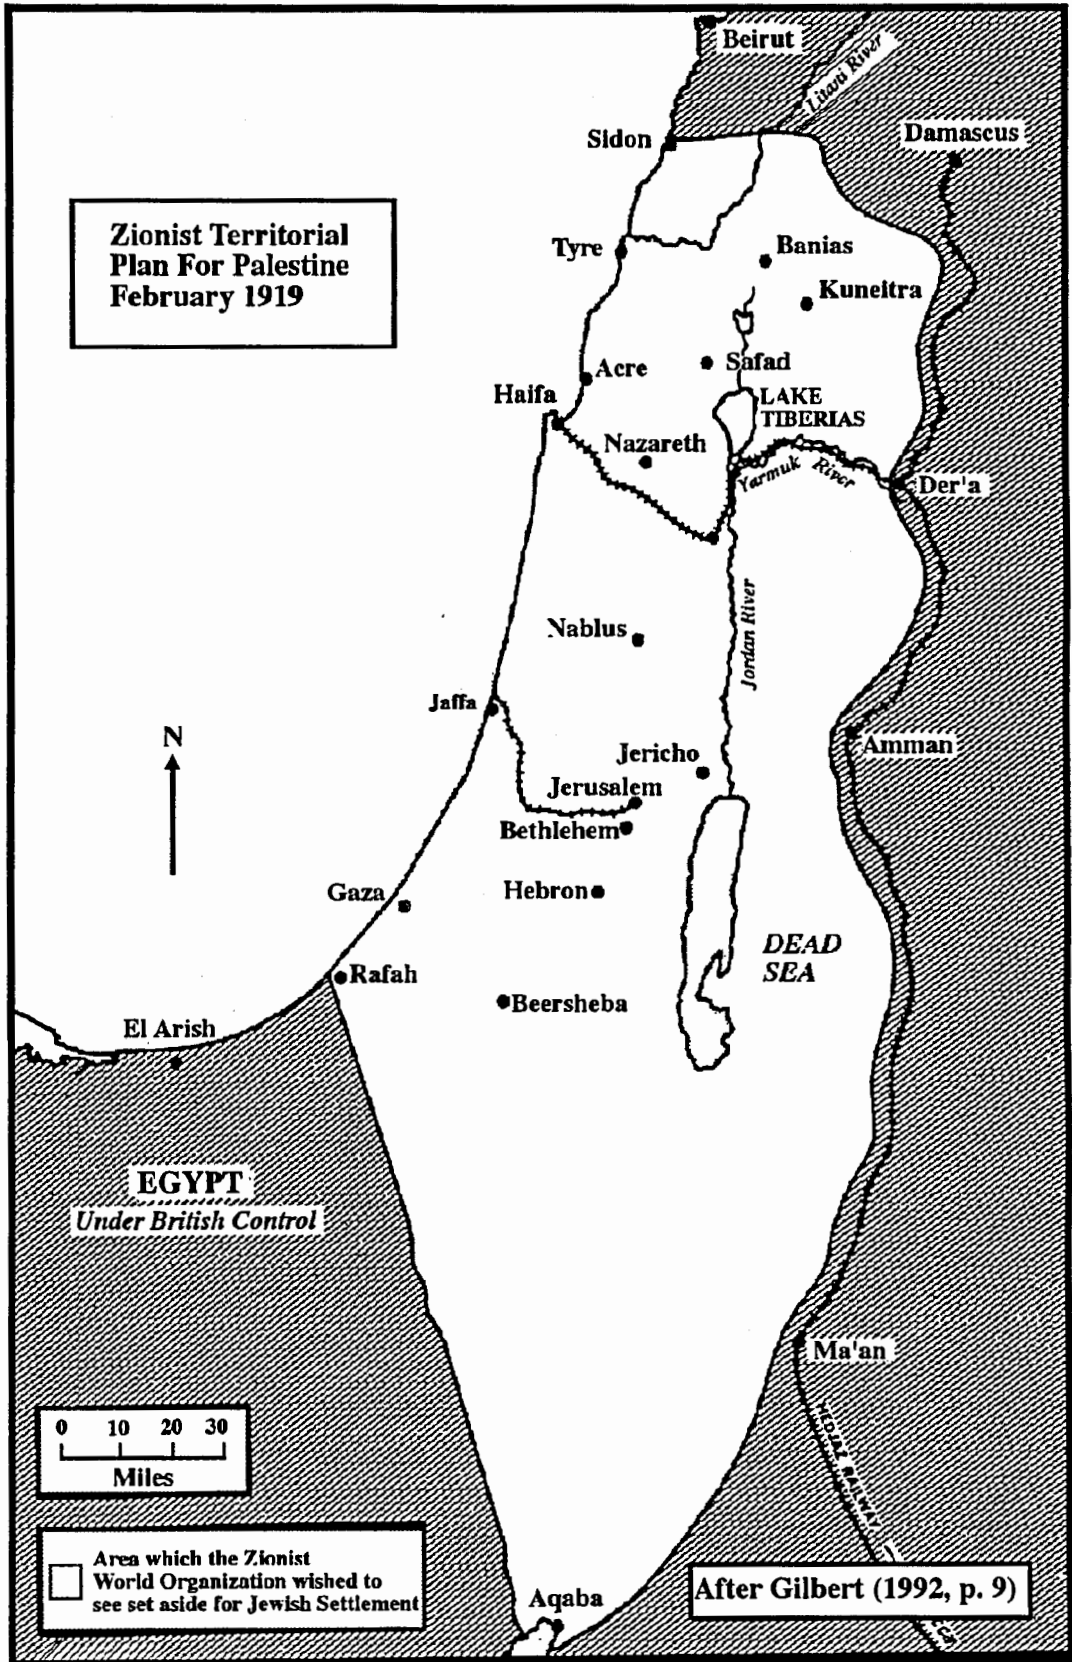 Beirut
Litani River
Sidon
Damascus
Zionist Territorial
Plan For Palestine
February 1919
Tyre
Banias
Kuneitra
Acre
Safad
Haifa
LAKE
TIBERIAS
Nazareth
Yarmuk River
Der'a
Nablus
Jordan River
Jaffa
N
Jericho
Amman
Jerusalem
Bethlehem
Gaza
Hebron
DEAD
SEA
Rafah
Beersheba
El Arish
EGYPT
Under British Control
Ma'an
0 10 20 30
Miles
HEDJAZ RAILWAY
Area which the Zionist
World Organization wished to
see set aside for Jewish Settlement
After Gilbert (1992, p. 9)
Aqaba